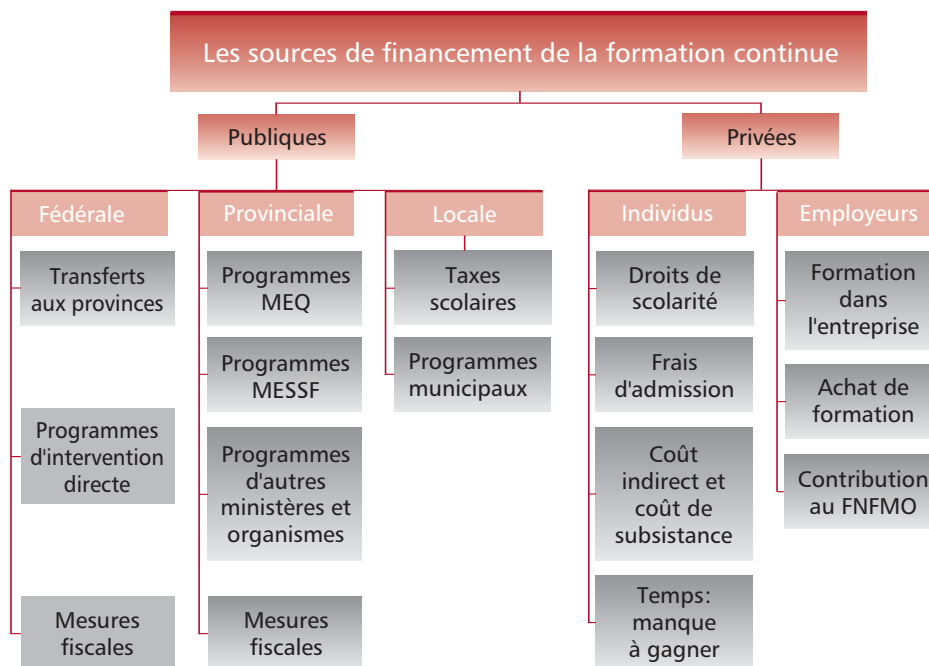 Les sources de financement de la formation continue
Publiques
Privées
Fédérale
Provinciale
Locale
Individus
Employeurs
Transferts
aux provinces
Programmes
d'intervention
directe
Mesures
fiscales
Programmes
MEQ
Programmes
MESSF
Programmes
d'autres
ministères et
organismes
Mesures
fiscales
Taxes
scolaires
Programmes
municipaux
Droits de
scolarité
Frais
d'admission
Coût
indirect et
coût de
subsistance
Temps:
manque
à gagner
Formation
dans
l'entreprise
Achat de
formation
Contribution
au FNFMO